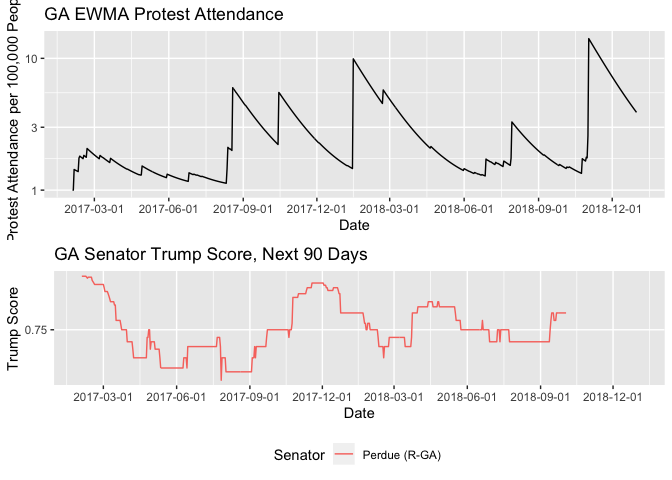 GA EWMA Protest Attendance
Protest Attendance per 100,000
10
3
1
2017-03-01 2017-06-01 2017-09-01 2017-12-01 2018-03-01 2018-06-01 2018-09-01 2018-12-01
Date
GA Senator Trump Score, Next 90 Days
Trump Score
0.75
2017-03-01 2017-06-01 2017-09-01 2017-12-01 2018-03-01 2018-06-01 2018-09-01 2018-12-01
Date
Senator Perdue (R-GA)